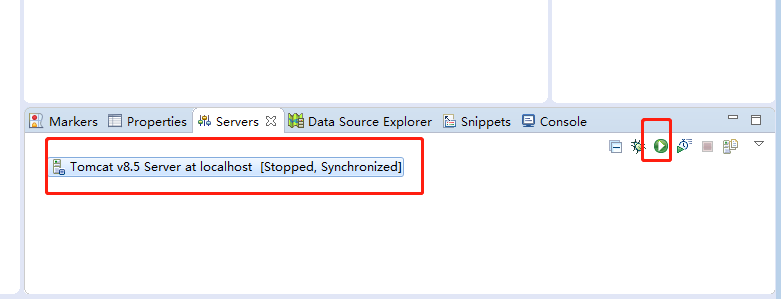 Markers Properties Servers Data Source Explorer Snippets Console
Tomcat v8.5 Server at localhost [Stopped, Synchronized]